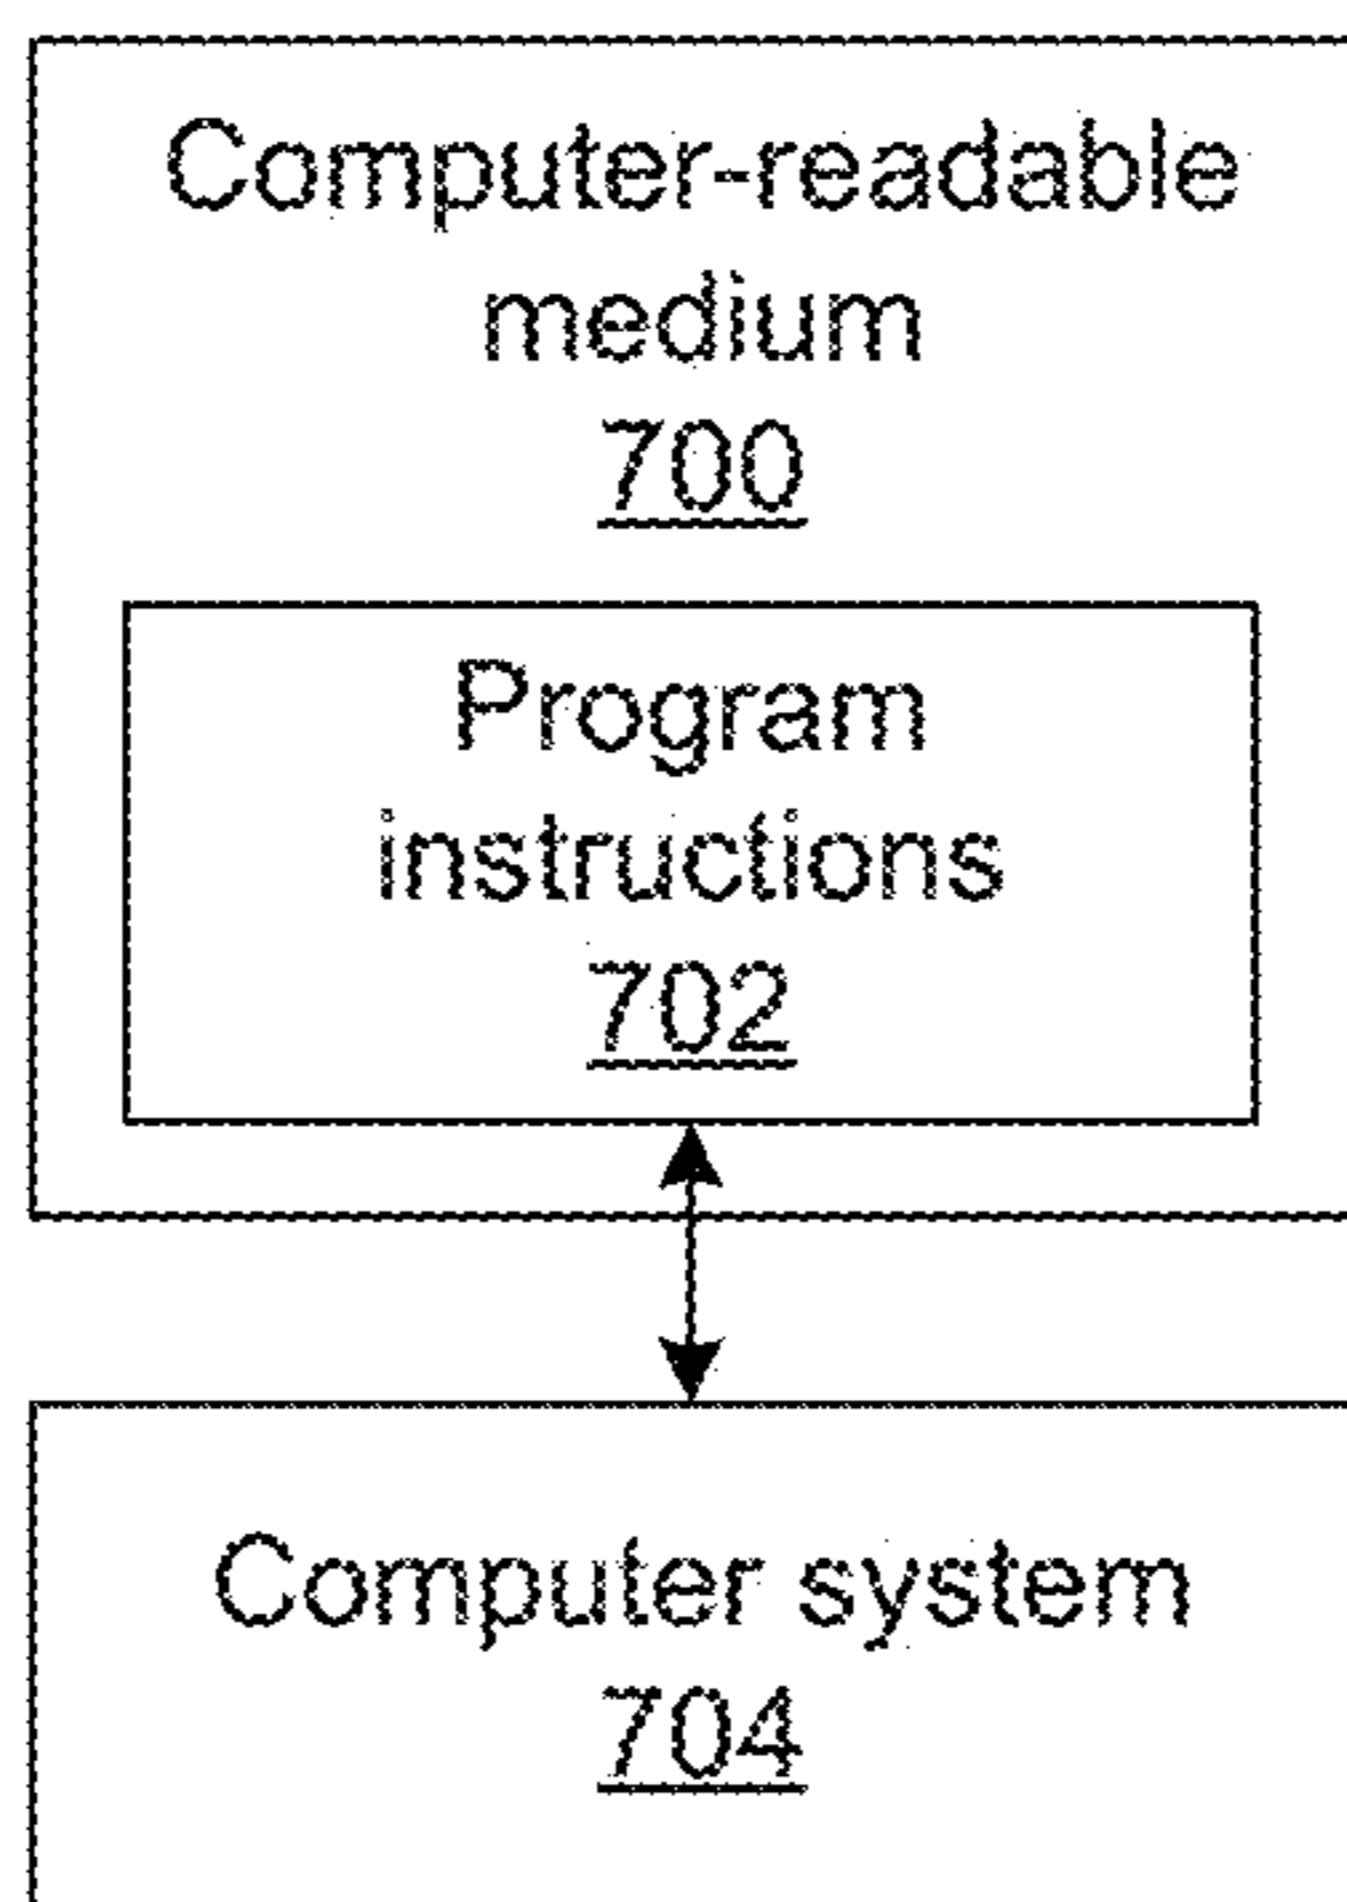 Computer-readable
medium
700
Program
instructions
702
Computer system
704